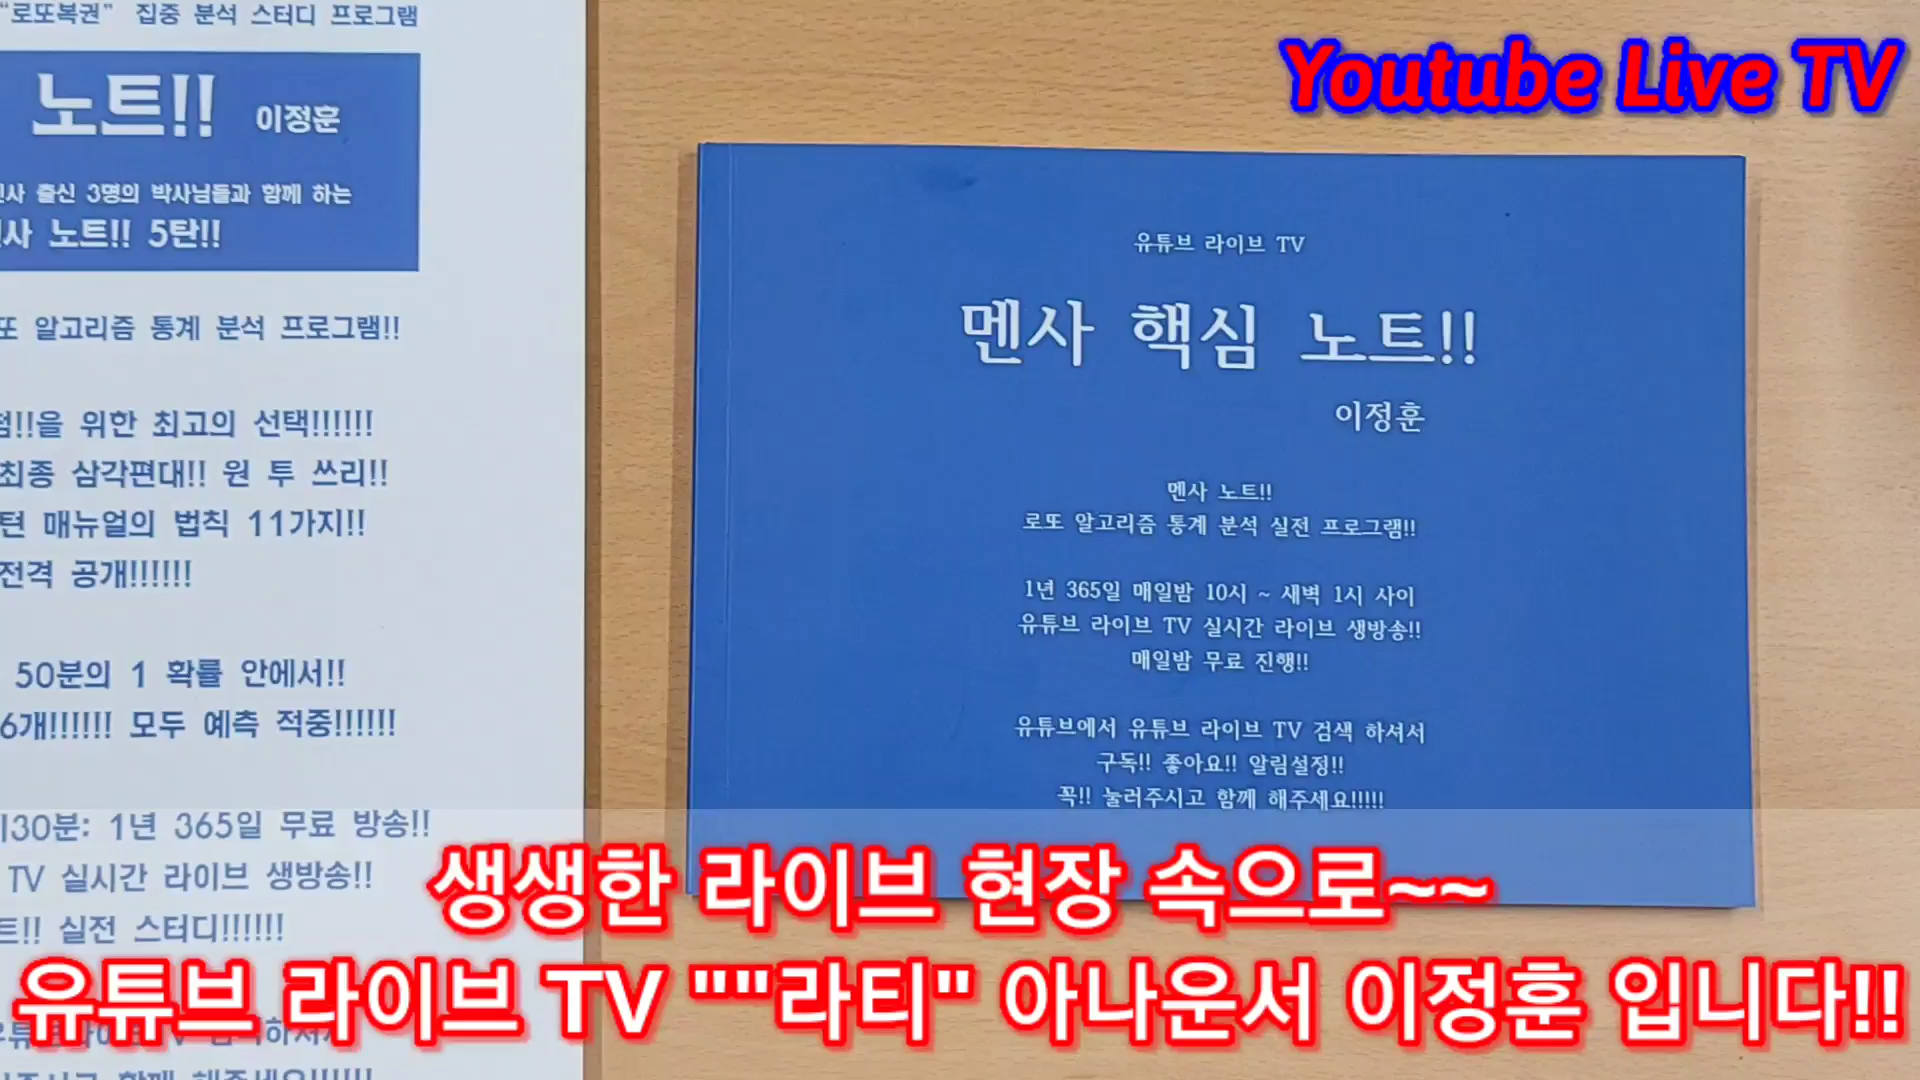 "로또복권" 집중 분석 스터디 프로그램
노트!! 이정훈
출신 3명의 박사님들과 함께 하는
노트!! 5탄!!
알고리즘 통계 분석 프로그램!!
위한 최고의 선택!!!!!!
최종 삼각편대!! 원 투 쓰리!!
매뉴얼의 법칙 11가지!!
전격 공개!!!!!!
50분의 1 확률 안에서!!
6개!!!!!! 모두 예측 적중!!!!!!
1년 365일 무료 방송!!
TV 실시간 라이브 생방송!!
실전 스터디!!!!!!
Youtube Live TV
유튜브 라이브 TV
멘사 핵심 노트!!
이정훈
멘사 노트!!
로또 알고리즘 통계 분석 실전 프로그램!!
1년 365일 매일밤 10시 ~ 새벽 1시 사이
유튜브 라이브 TV 실시간 라이브 생방송!!
매일밤 무료 진행!!
유튜브에서 유튜브 라이브 TV 검색 하셔서
구독!! 좋아요!! 알림설정!!
꼭!! 눌러주시고 함께 해주세요!!!!!
생생한 라이브 현장 속으로~~
유튜브 라이브 TV ""라티" 아나운서 이정훈 입니다!!